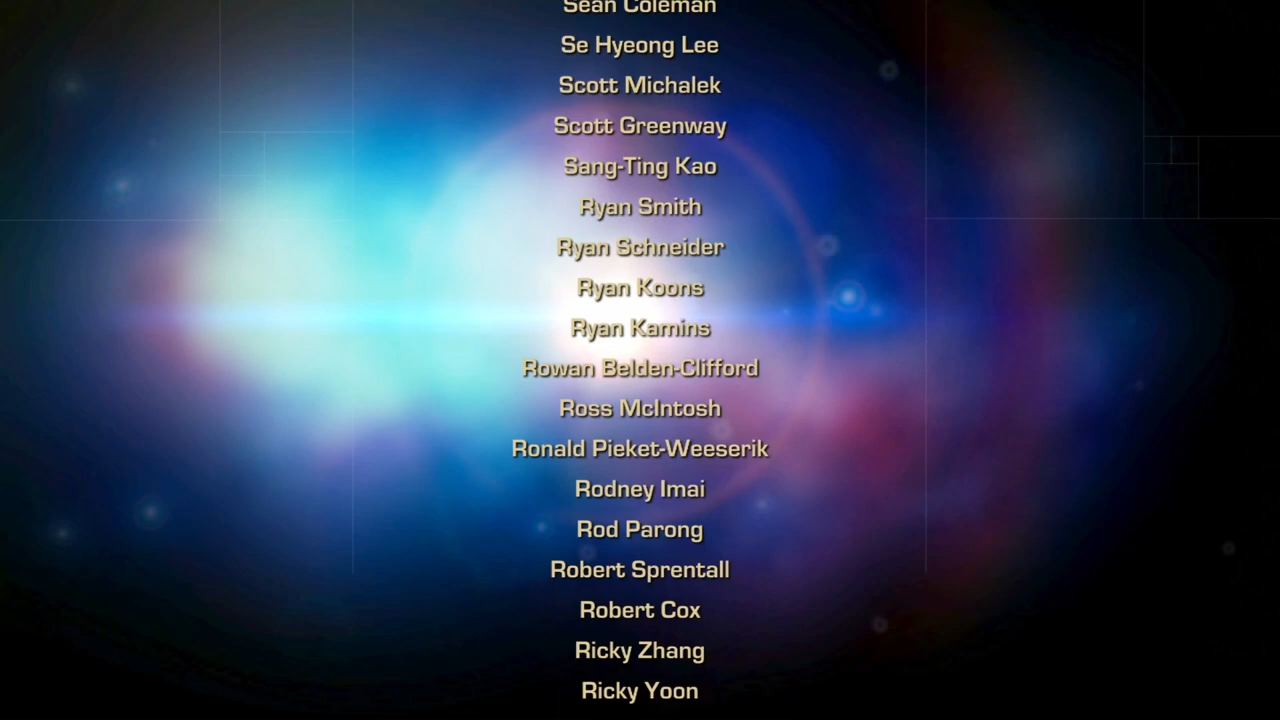 Sean Coleman
Se Hyeong Lee
Scott Michalek
Scott Greenway
Sang-Ting Kao
Ryan Smith
Ryan Schneider
Ryan Koons
Ryan Kamins
Rowan Belden-Clifford
Ross McIntosh
Ronald Pieket-Weeserik
Rodney Imai
Rod Parong
Robert Sprentall
Robert Cox
Ricky Zhang
Ricky Yoon